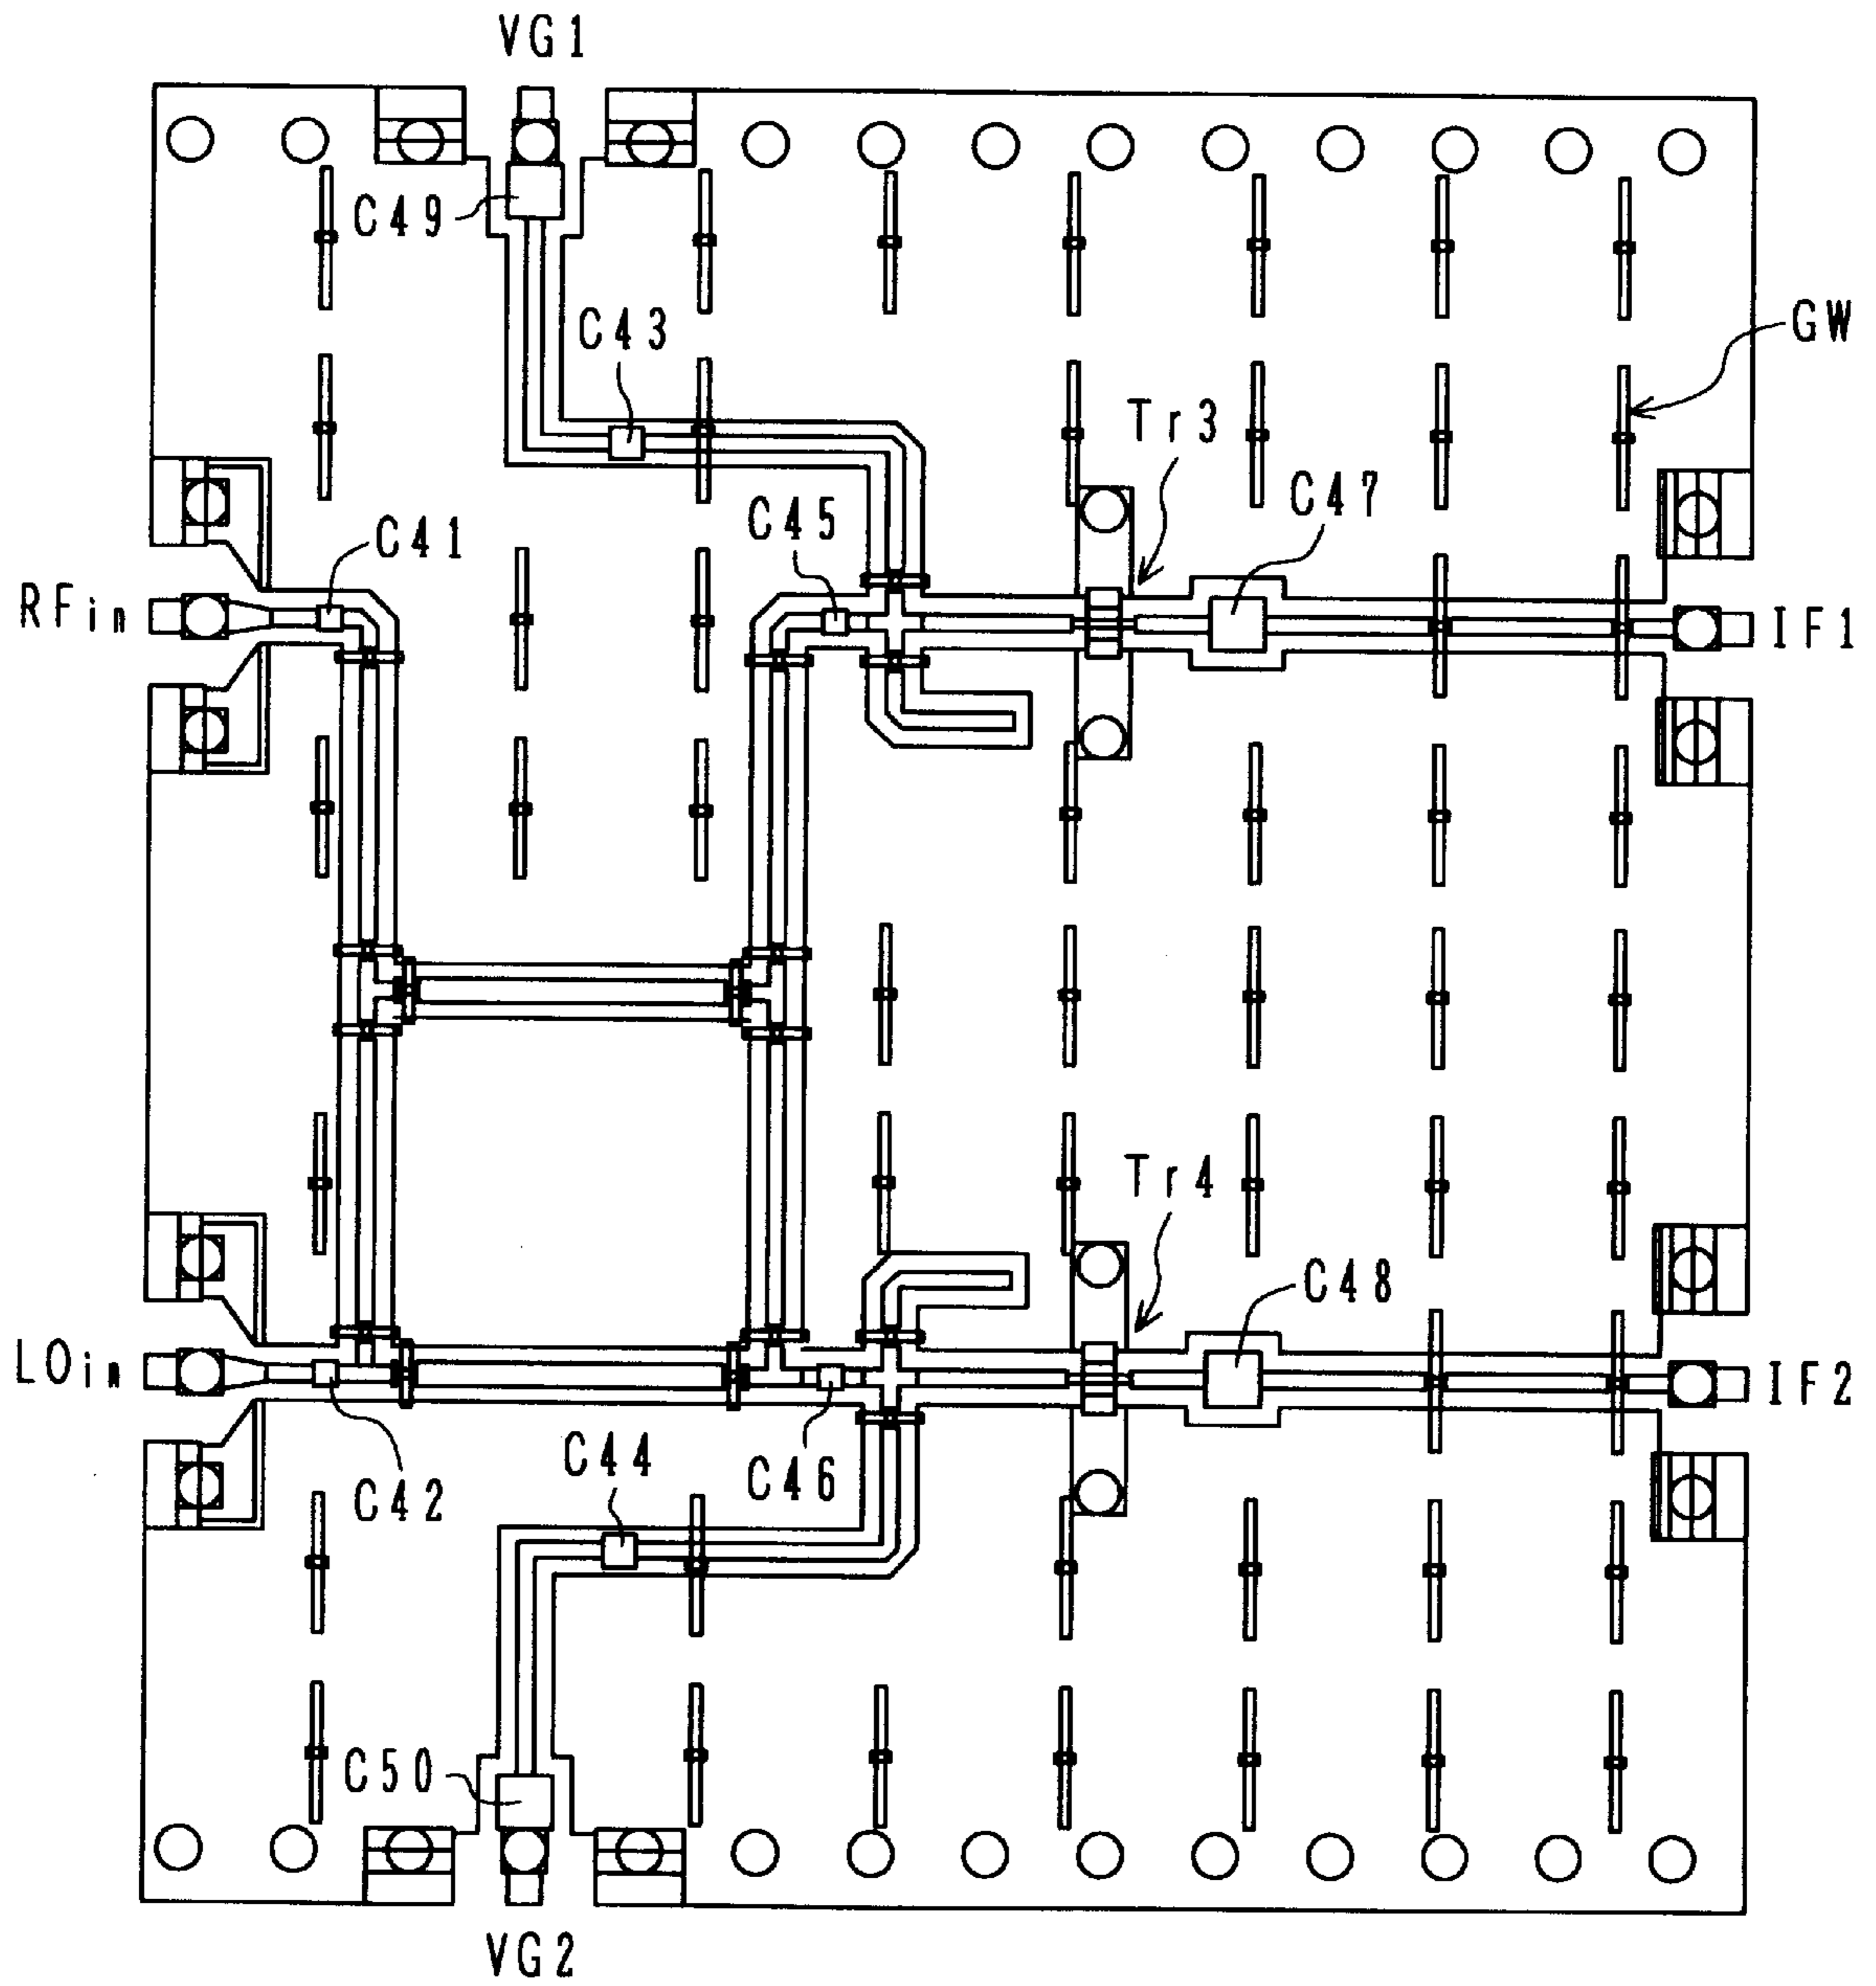 VG1
C49
C43
GW
Tr3
C47
C45
C41
RFin
IF1
Tr4
C48
LOin
IF2
C44
C46
C42
C50
VG2